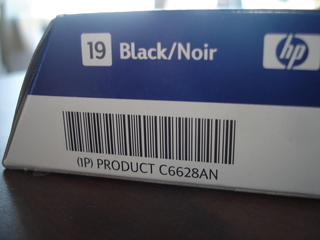 19 Black/Noir hp
(1P) PRODUCT C6628AN